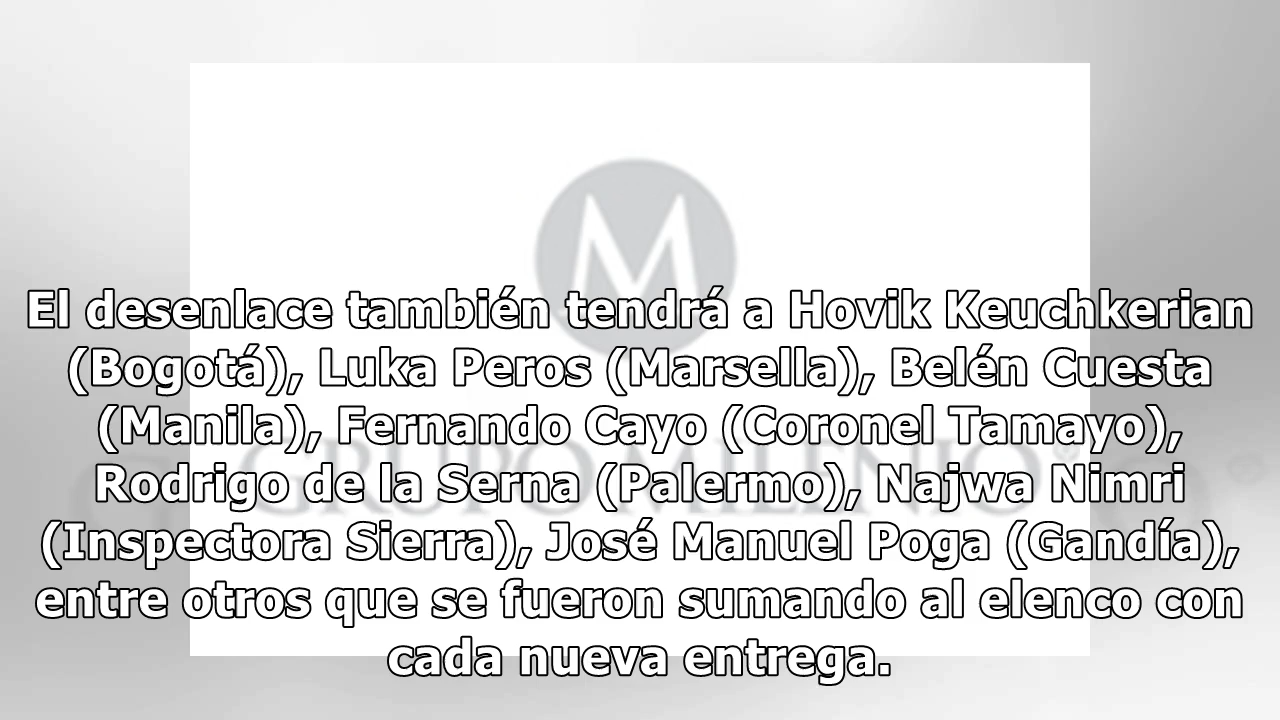 M
El desenlace también tendrá a Hovik Keuchkerian
(Bogotá), Luka Peros (Marsella), Belén Cuesta
(Manila), Fernando Cayo (Coronel Tamayo),
GRUPO MILENIO®
Rodrigo de la Serna (Palermo), Najwa Nimri
(Inspectora Sierra), José Manuel Poga (Gandía),
entre otros que se fueron sumando al elenco con
cada nueva entrega.